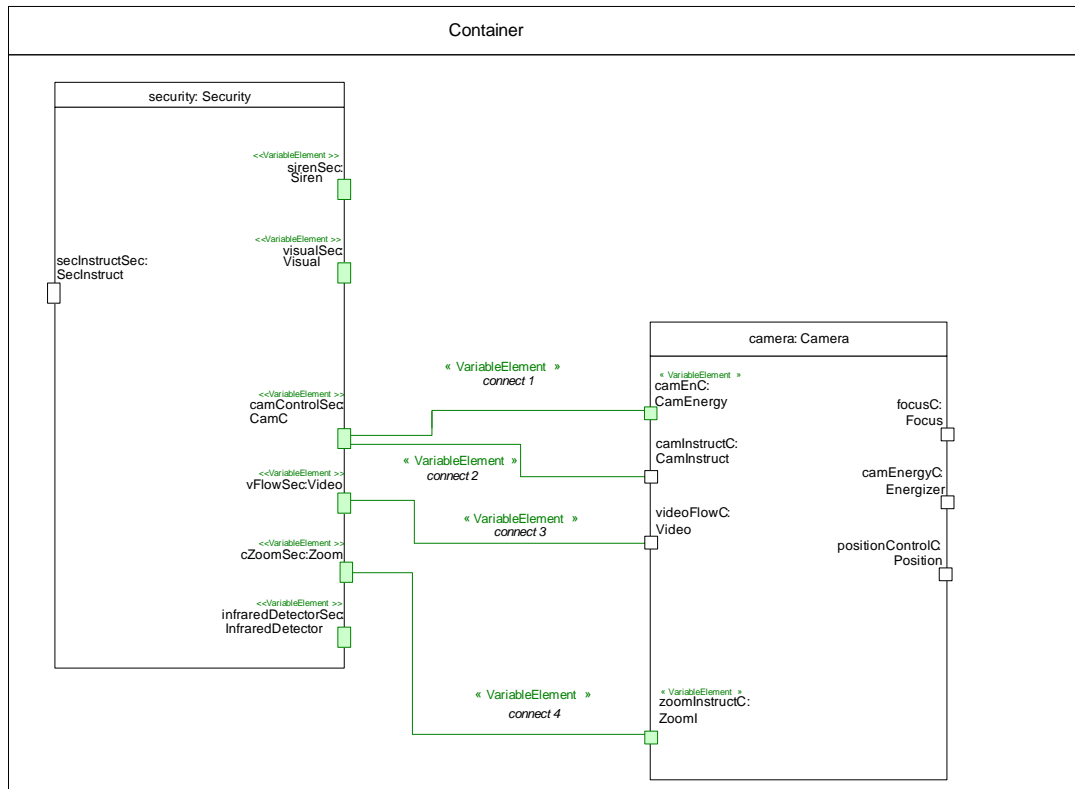 Container
security: Security
<<VariableElement >>
sirenSec:
Siren
<<VariableElement >>
visualSec:
Visual
secInstructSec:
SecInstruct
<<VariableElement >>
camControlSec:
CamC
<<VariableElement >>
vFlowSec:Video
<<VariableElement >>
cZoomSec:Zoom
<<VariableElement >>
infraredDetectorSec:
InfraredDetector
« VariableElement »
connect 1
« VariableElement »
connect 2
« VariableElement »
connect 3
« VariableElement »
connect 4
camera: Camera
« VariableElement »
camEnC:
CamEnergy
camInstructC:
CamInstruct
videoFlowC:
Video
« VariableElement »
zoomInstructC:
ZoomI
focusC:
Focus
camEnergyC:
Energizer
positionControlC:
Position